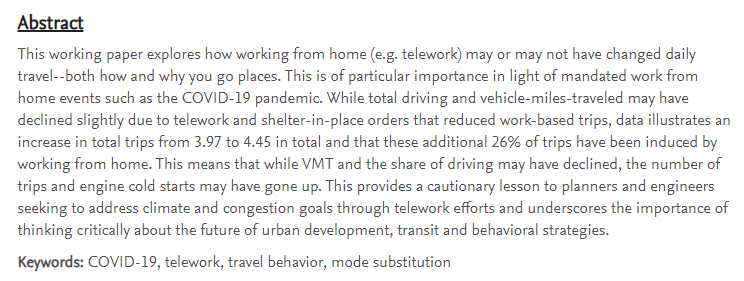 Abstract
This working paper explores how working from home (e.g. telework) may or may not have changed daily
travel--both how and why you go places. This is of particular importance in light of mandated work from
home events such as the COVID-19 pandemic. While total driving and vehicle-miles-traveled may have
declined slightly due to telework and shelter-in-place orders that reduced work-based trips, data illustrates an
increase in total trips from 3.97 to 4.45 in total and that these additional 26% of trips have been induced by
working from home. This means that while VMT and the share of driving may have declined, the number of
trips and engine cold starts may have gone up. This provides a cautionary lesson to planners and engineers
seeking to address climate and congestion goals through telework efforts and underscores the importance of
thinking critically about the future of urban development, transit and behavioral strategies.
Keywords: COVID-19, telework, travel behavior, mode substitution